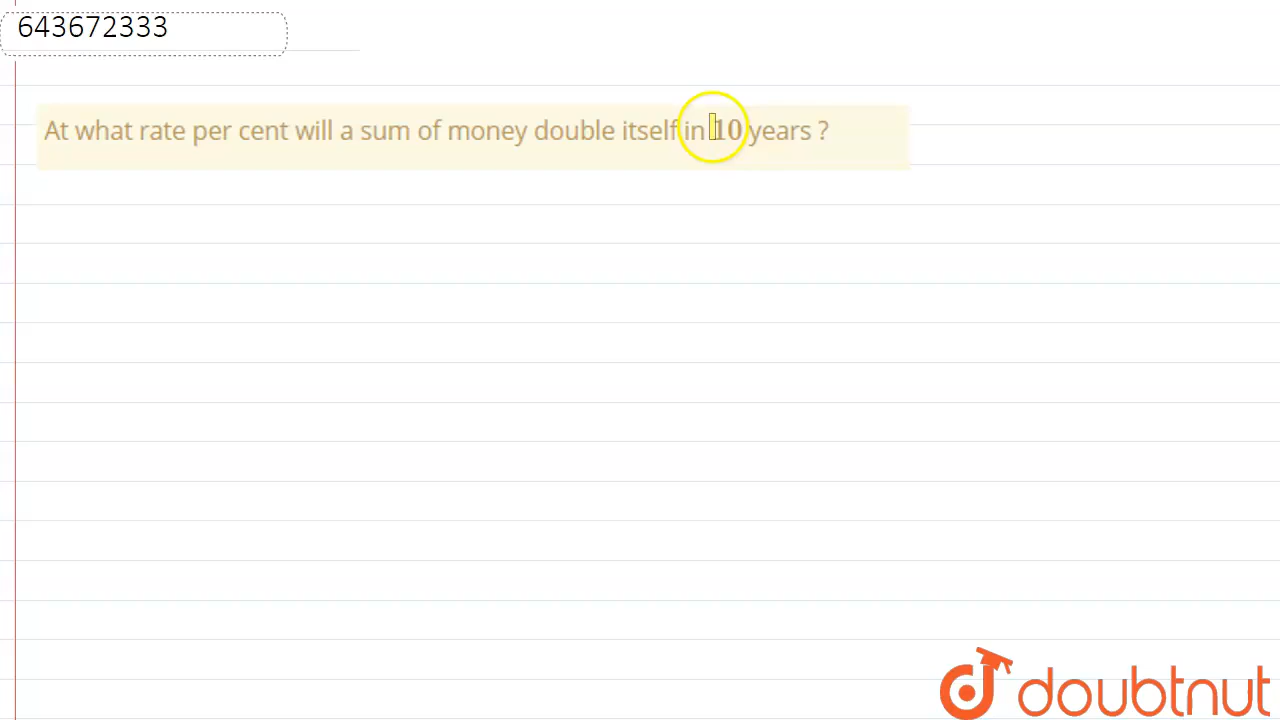 643672333
At what rate per cent will a sum of money double itself in 10 years ?
doubtnut